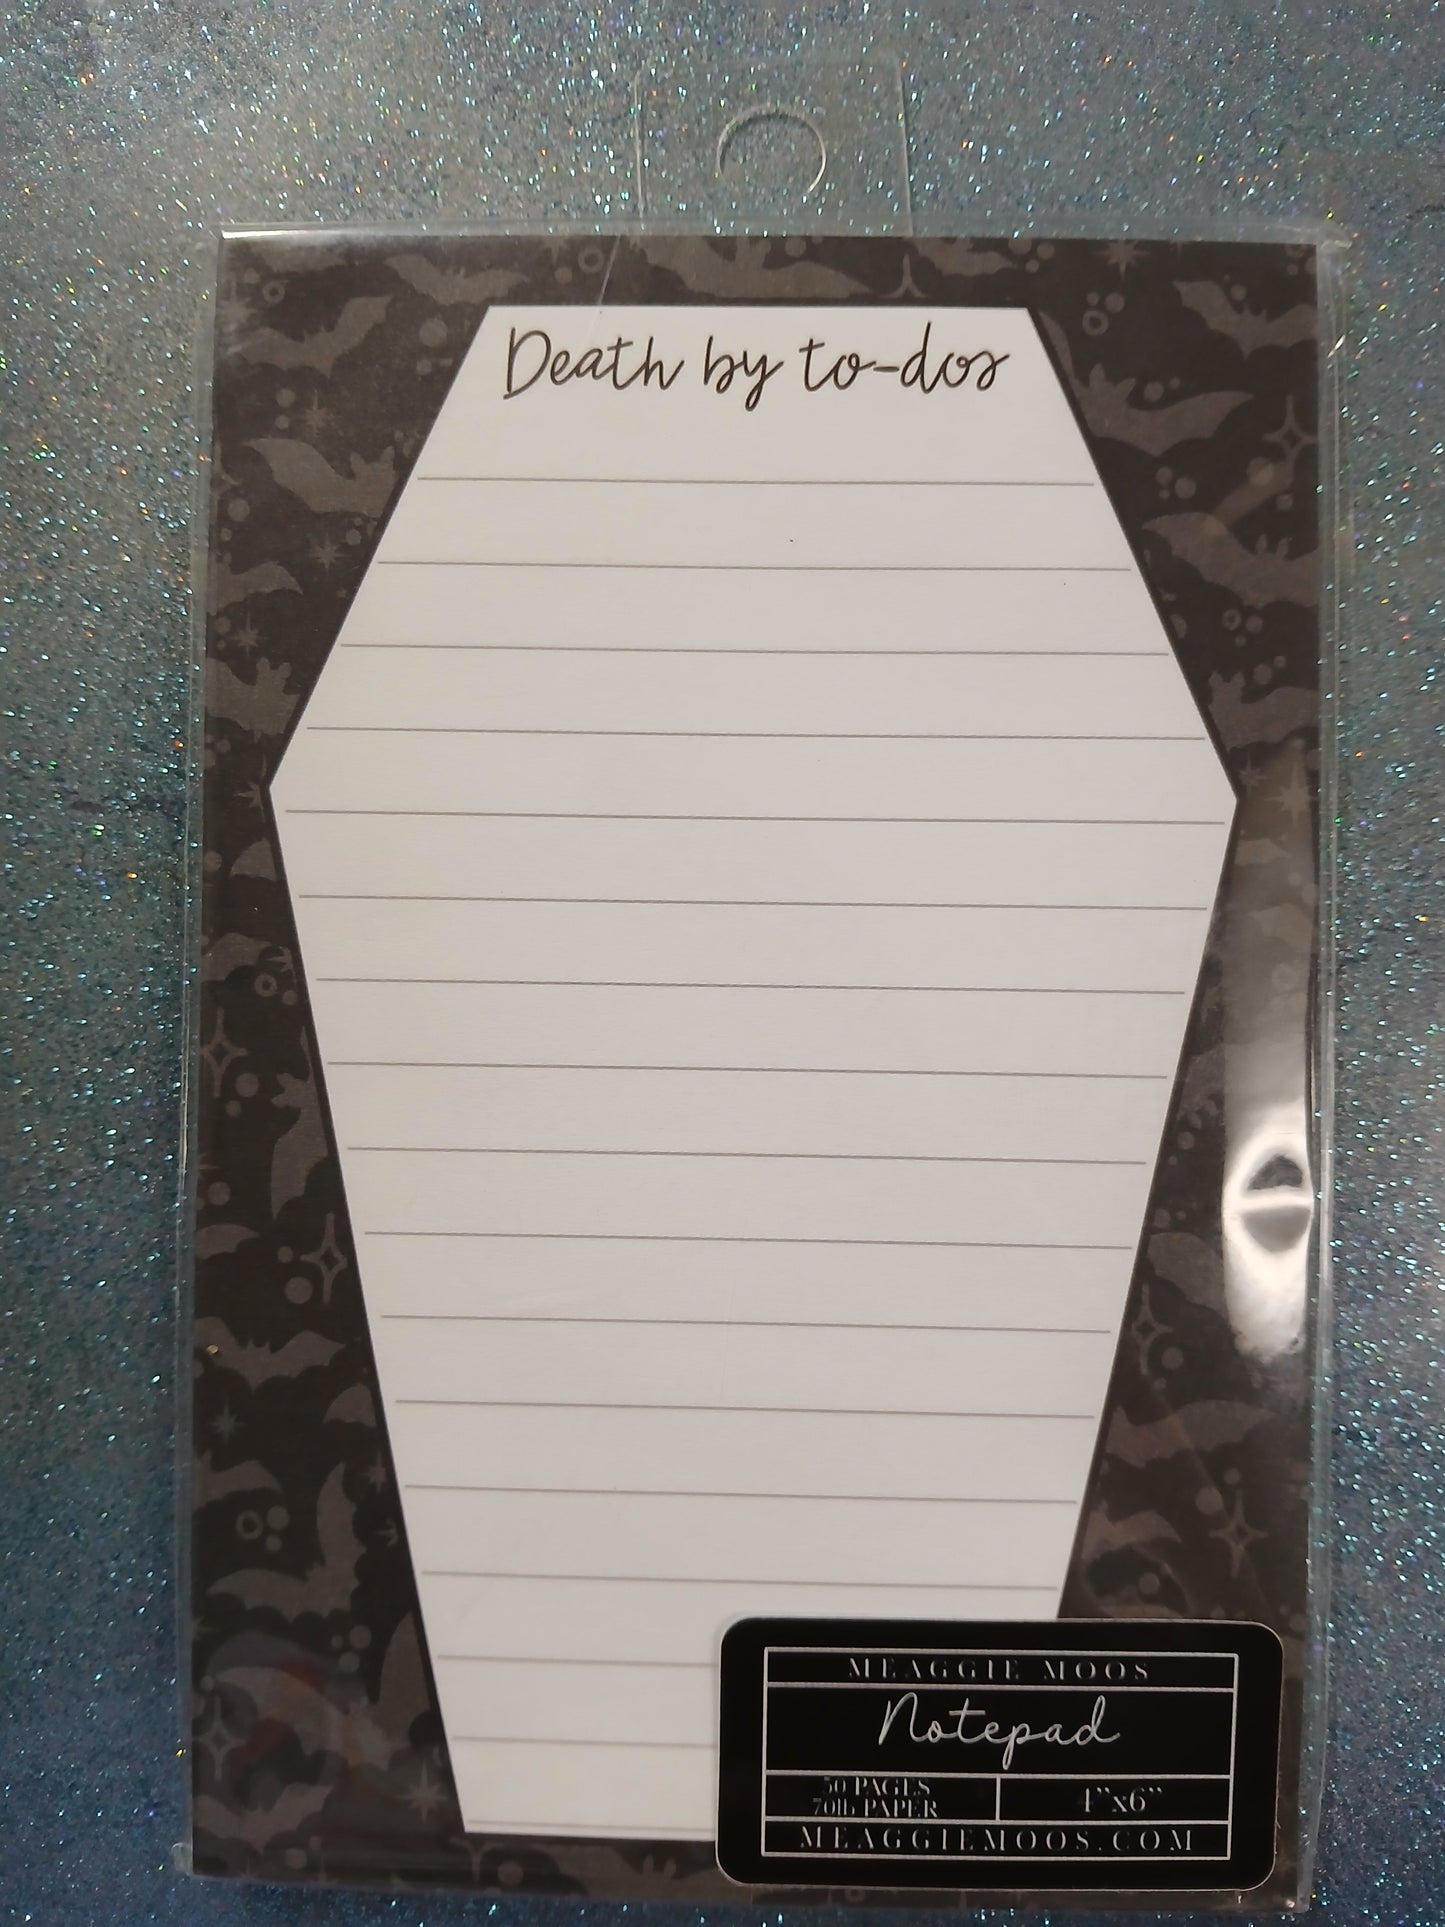 Death by to-dos
MEAGGIE MOOS
Notepad
50 PAGES
70lb PAPER
4”x6”
MEAGGIEMOOS.COM